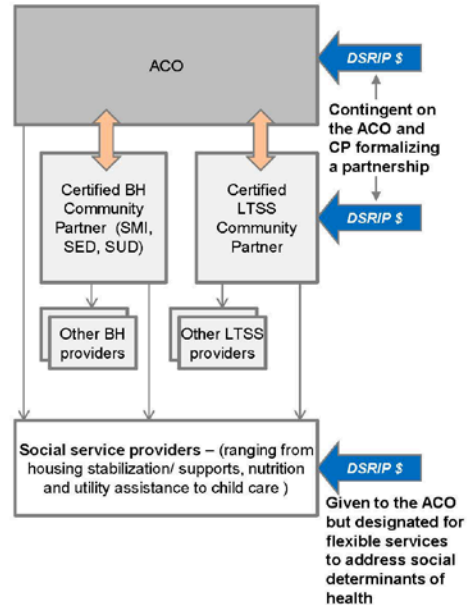 ACO
DSRIP $
Contingent on
the ACO and
CP formalizing
a partnership
Certified BH
Community
Partner (SMI,
SED, SUD)
Certified
LTSS
Community
Partner
DSRIP $
Other BH
providers
Other LTSS
providers
Social service providers – (ranging from
housing stabilization/ supports, nutrition
and utility assistance to child care )
DSRIP $
Given to the ACO
but designated for
flexible services
to address social
determinants of
health